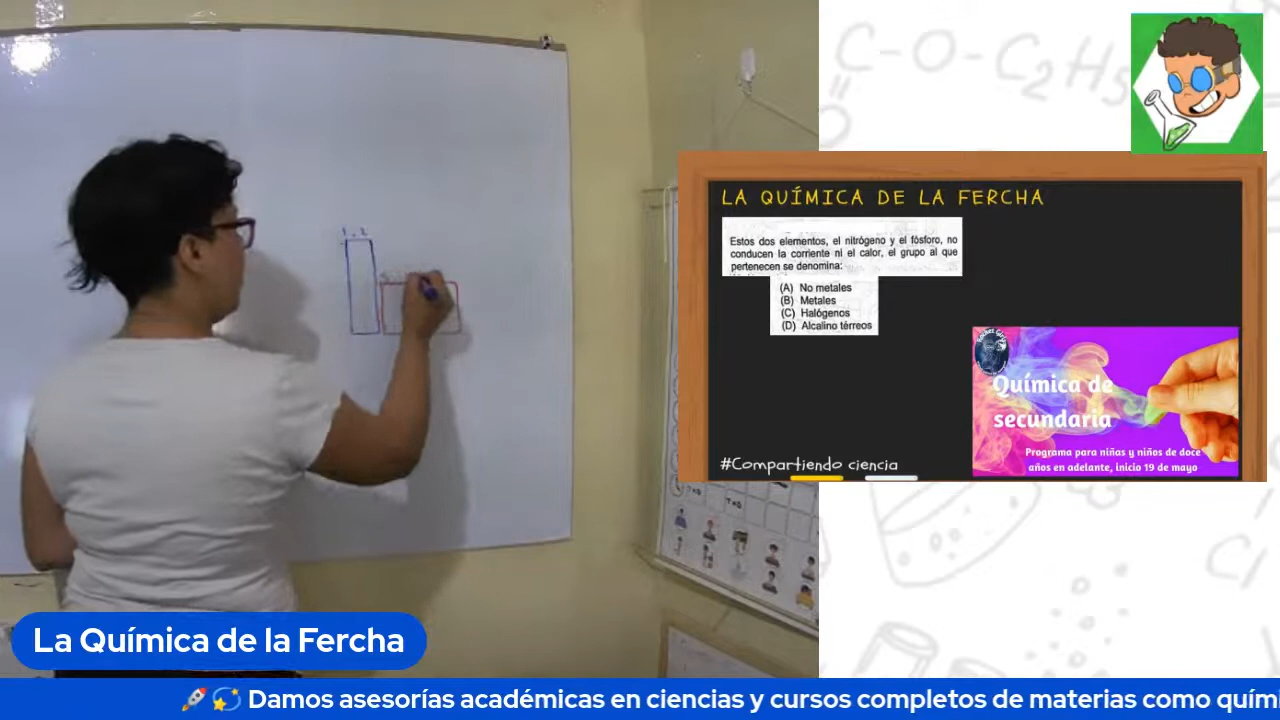 C-O-C₂H₅
O
LA QUÍMICA DE LA FERCHA
Estos dos elementos, el nitrógeno y el fósforo, no
conducen la corriente ni el calor, el grupo al que
pertenecen se denomina:
(A) No metales
(B) Metales
(C) Halógenos
(D) Alcalino térreos
Química de
secundaria
Programa para niñas y niños de doce
años en adelante, inicio 19 de mayo
#Compartiendo ciencia
La Química de la Fercha
🚀 💫 Damos asesorías académicas en ciencias y cursos completos de materias como quími